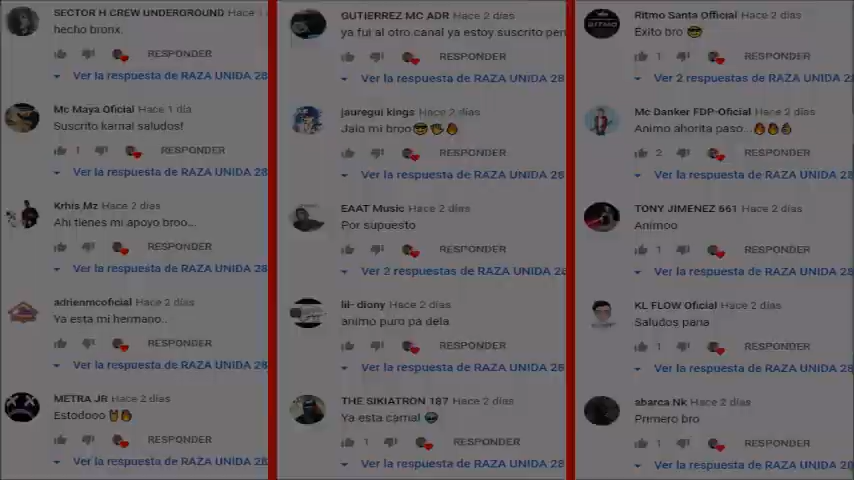 SECTOR H CREW UNDERGROUND Hace 1
hecho bronx.
RESPONDER
Ver la respuesta de RAZA UNIDA 28
Mc Maya Oficial Hace 1 día
Suscrito karnal saludos!
1 RESPONDER
Ver la respuesta de RAZA UNIDA 28
Krhis Mz Hace 2 días
Ahi tienes mi apoyo broo...
RESPONDER
Ver la respuesta de RAZA UNIDA 28
adrienmcoficial Hace 2 días
Ya esta mi hermano..
RESPONDER
Ver la respuesta de RAZA UNIDA 28
METRA JR Hace 2 días
Estodooo 🤘🔥
RESPONDER
Ver la respuesta de RAZA UNIDA 28
GUTIERREZ MC ADR Hace 2 días
ya fui al otro canal ya estoy suscrito pen
RESPONDER
Ver la respuesta de RAZA UNIDA 28
jauregui kings Hace 2 días
Jalo mi broo😎👋🔥
RESPONDER
Ver la respuesta de RAZA UNIDA 28
EAAT Music Hace 2 días
Por supuesto
RESPONDER
Ver 2 respuestas de RAZA UNIDA 28
lil- diony Hace 2 días
animo puro pa dela
RESPONDER
Ver la respuesta de RAZA UNIDA 28
THE SIKIATRON 187 Hace 2 días
Ya esta carnal 👽
1 RESPONDER
Ver la respuesta de RAZA UNIDA 28
Ritmo Santa Official Hace 2 días
Éxito bro 😎
1 RESPONDER
Ver 2 respuestas de RAZA UNIDA 2
Mc Danker FDP-Oficial Hace 2 días
Animo ahorita paso...🔥🔥✌
2 RESPONDER
Ver la respuesta de RAZA UNIDA 28
TONY JIMENEZ 661 Hace 2 días
Animoo
1 RESPONDER
Ver la respuesta de RAZA UNIDA 28
KL FLOW Oficial Hace 2 días
Saludos pana
1 RESPONDER
Ver la respuesta de RAZA UNIDA 28
abarca Nk Hace 2 días
Primero bro
1 RESPONDER
Ver la respuesta de RAZA UNIDA 28